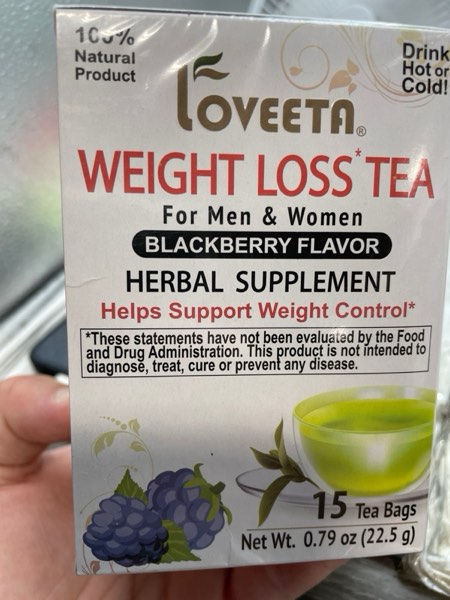 100%
Natural
Product
Drink
Hot or
Cold!
LOVEETA®
WEIGHT LOSS* TEA
For Men & Women
BLACKBERRY FLAVOR
HERBAL SUPPLEMENT
Helps Support Weight Control*
*These statements have not been evaluated by the Food
and Drug Administration. This product is not intended to
diagnose, treat, cure or prevent any disease.
15 Tea Bags
Net Wt. 0.79 oz (22.5 g)